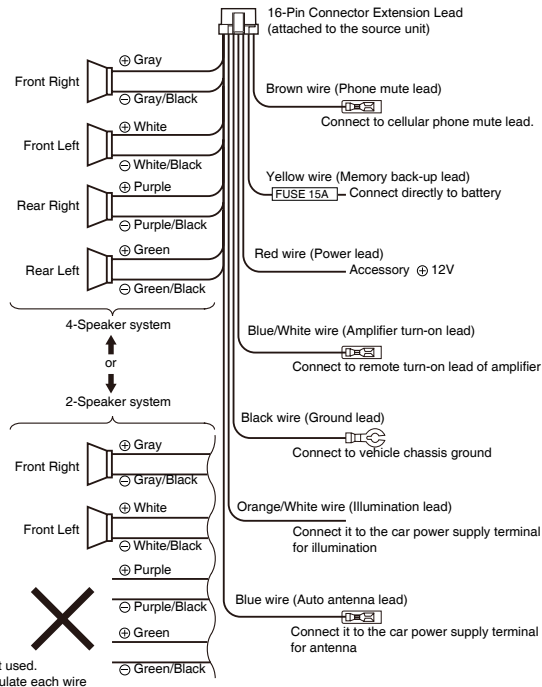 16-Pin Connector Extension Lead
(attached to the source unit)
Front Right
⊕ Gray
⊖ Gray/Black
Front Left
⊕ White
⊖ White/Black
Rear Right
⊕ Purple
⊖ Purple/Black
Rear Left
⊕ Green
⊖ Green/Black
4-Speaker system
or
2-Speaker system
Front Right
⊕ Gray
⊖ Gray/Black
Front Left
⊕ White
⊖ White/Black
⊕ Purple
⊖ Purple/Black
⊕ Green
⊖ Green/Black
used.
each wire
Brown wire (Phone mute lead)
Connect to cellular phone mute lead.
Yellow wire (Memory back-up lead)
FUSE 15A
Connect directly to battery
Red wire (Power lead)
Accessory ⊕ 12V
Blue/White wire (Amplifier turn-on lead)
Connect to remote turn-on lead of amplifier
Black wire (Ground lead)
Connect to vehicle chassis ground
Orange/White wire (Illumination lead)
Connect it to the car power supply terminal
for illumination
Blue wire (Auto antenna lead)
Connect it to the car power supply terminal
for antenna